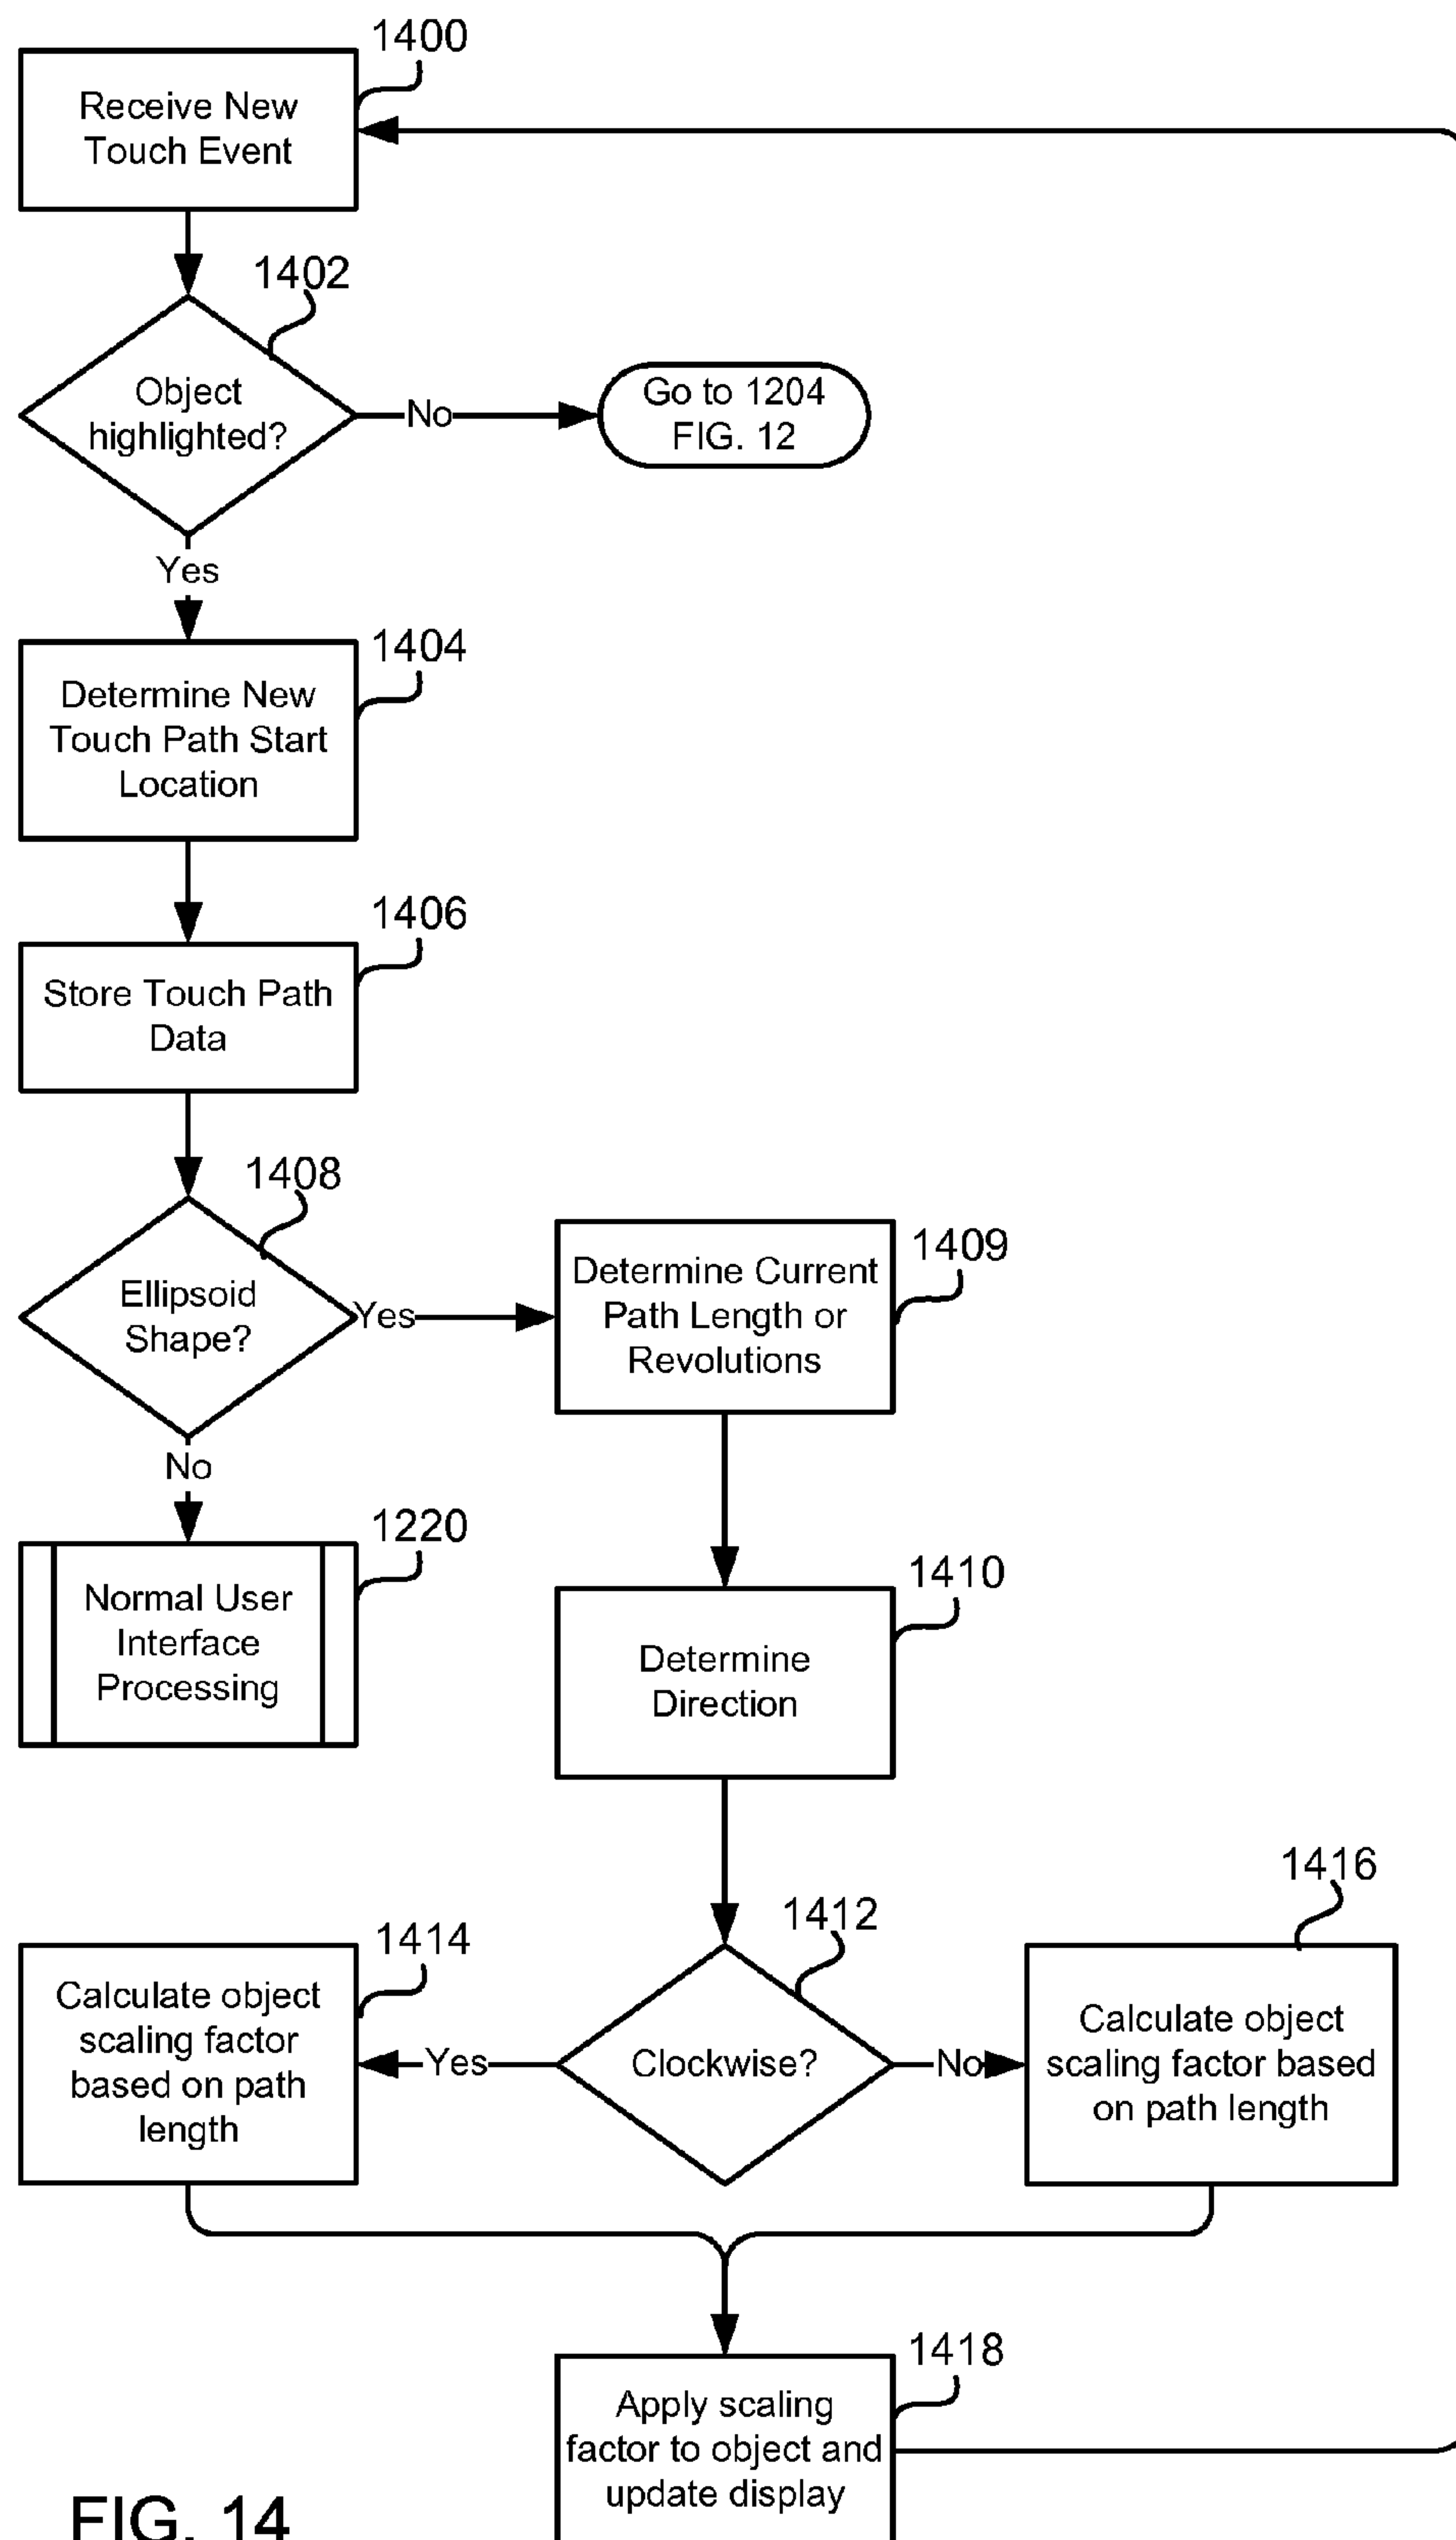 1400
Receive New
Touch Event
1402
Object
highlighted?
No
Go to 1204
FIG. 12
Yes
1404
Determine New
Touch Path Start
Location
1406
Store Touch Path
Data
1408
Ellipsoid
Shape?
Yes
1409
Determine Current
Path Length or
Revolutions
No
1220
Normal User
Interface
Processing
1410
Determine
Direction
1412
Clockwise?
Yes
1414
Calculate object
scaling factor
based on path
length
No
1416
Calculate object
scaling factor based
on path length
1418
Apply scaling
factor to object and
update display
FIG. 14